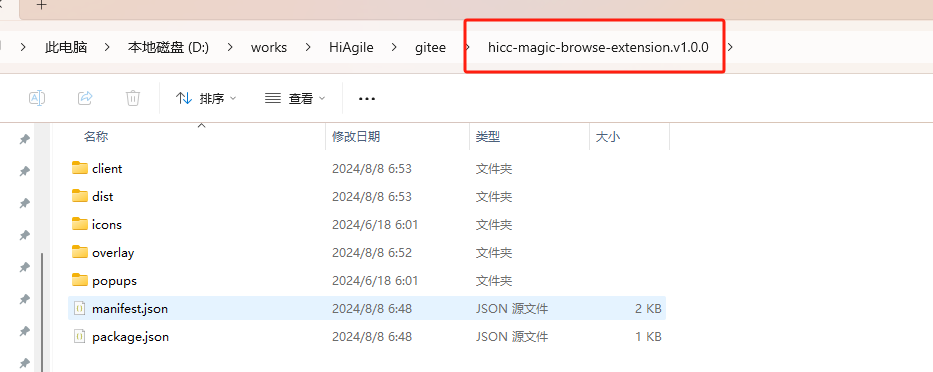 此电脑 > 本地磁盘 (D:) > works > HiAgile > gitee > hicc-magic-browse-extension.v1.0.0 >
排序 查看 ...
名称 修改日期 类型 大小
client 2024/8/8 6:53 文件夹
dist 2024/8/8 6:53 文件夹
icons 2024/6/18 6:01 文件夹
overlay 2024/8/8 6:52 文件夹
popups 2024/6/18 6:01 文件夹
manifest.json 2024/8/8 6:48 JSON 源文件 2 KB
package.json 2024/8/8 6:48 JSON 源文件 1 KB